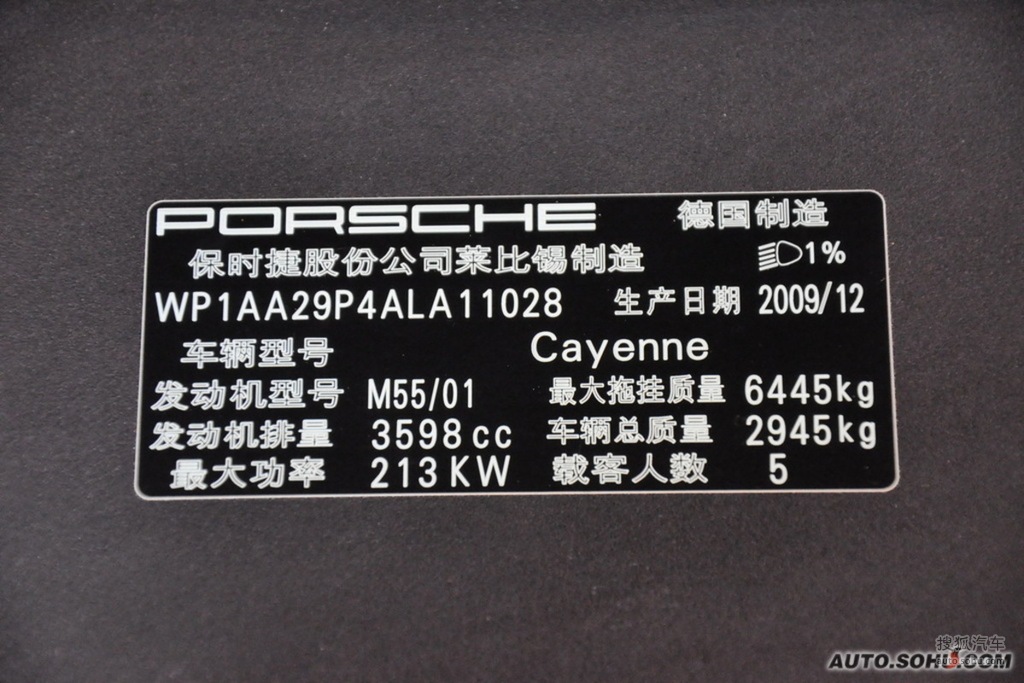 PORSCHE 德国制造
保时捷股份公司莱比锡制造 1%
WP1AA29P4ALA11028 生产日期 2009/12
车辆型号 Cayenne
发动机型号 M55/01 最大拖挂质量 6445kg
发动机排量 3598cc 车辆总质量 2945kg
最大功率 213KW 载客人数 5
搜狐汽车
AUTO.SOHU.COM